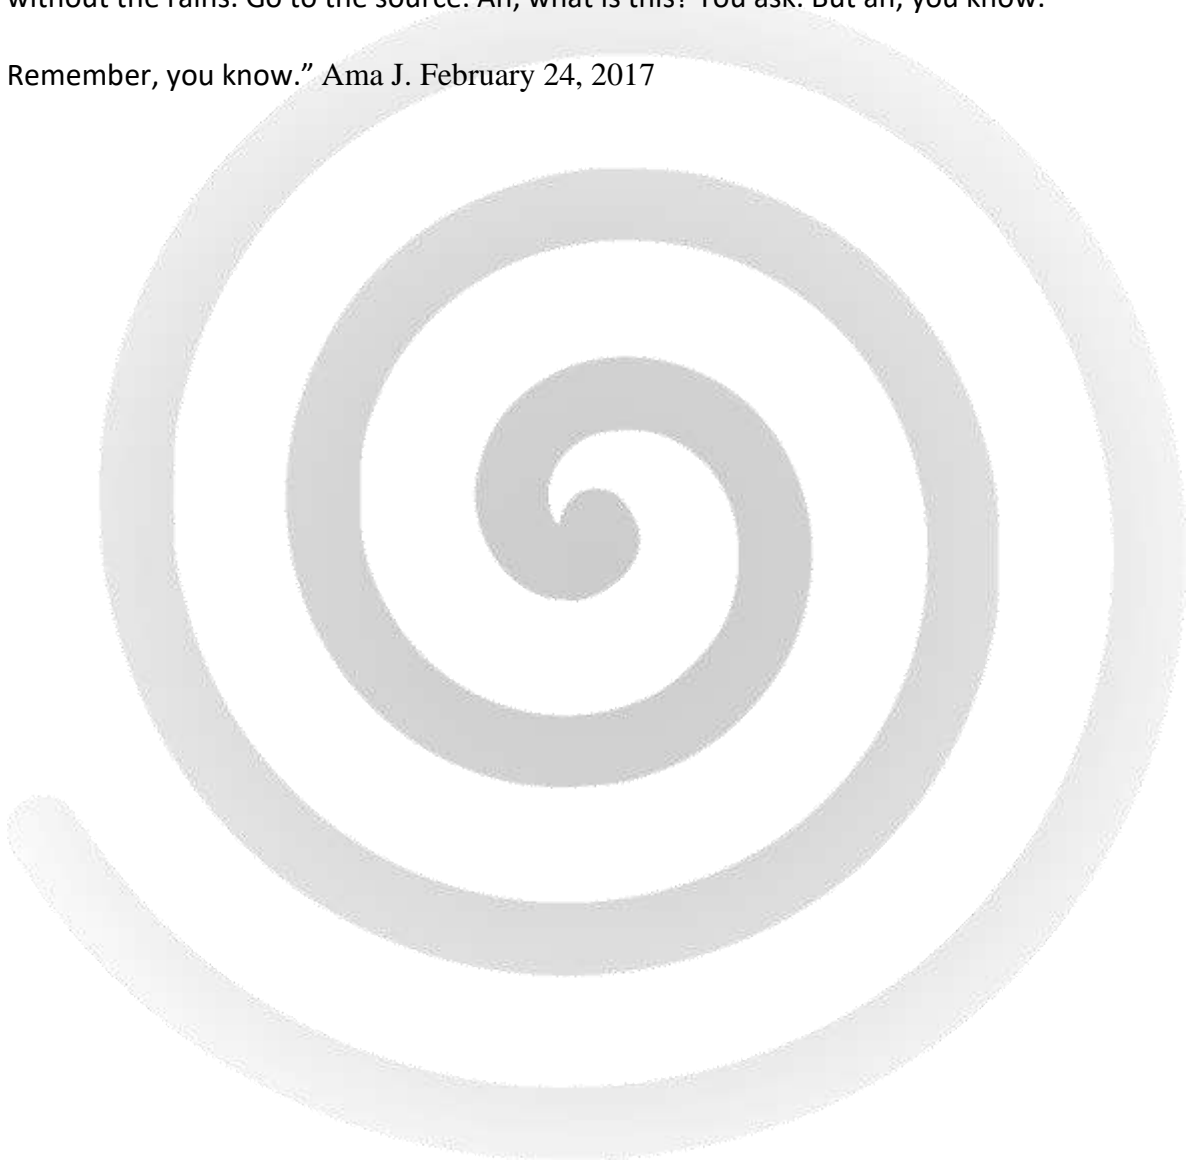 without the rains. Go to the source. Ah, what is this? You ask. But ah, you know.
Remember, you know.” Ama J. February 24, 2017